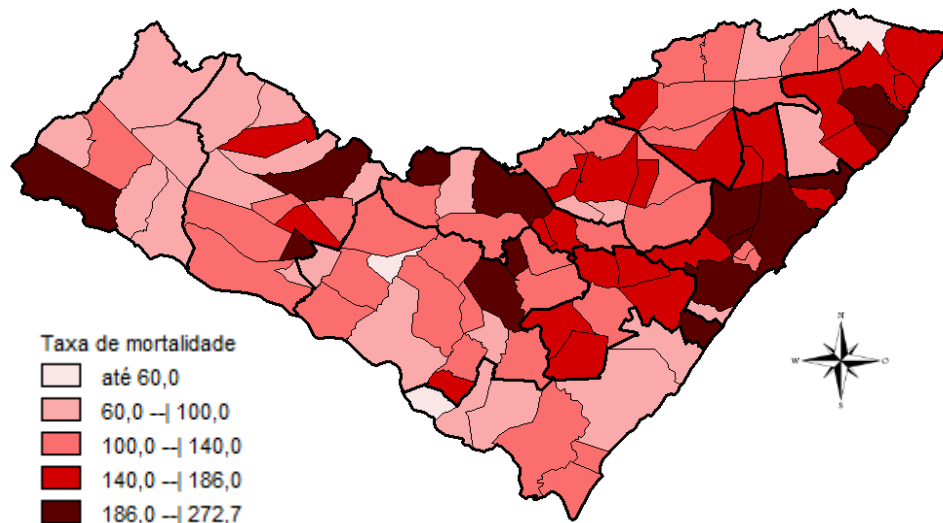 N
W
O
S
Taxa de mortalidade
até 60,0
60,0 --| 100,0
100,0 --| 140,0
140,0 --| 186,0
186,0 --| 272,7